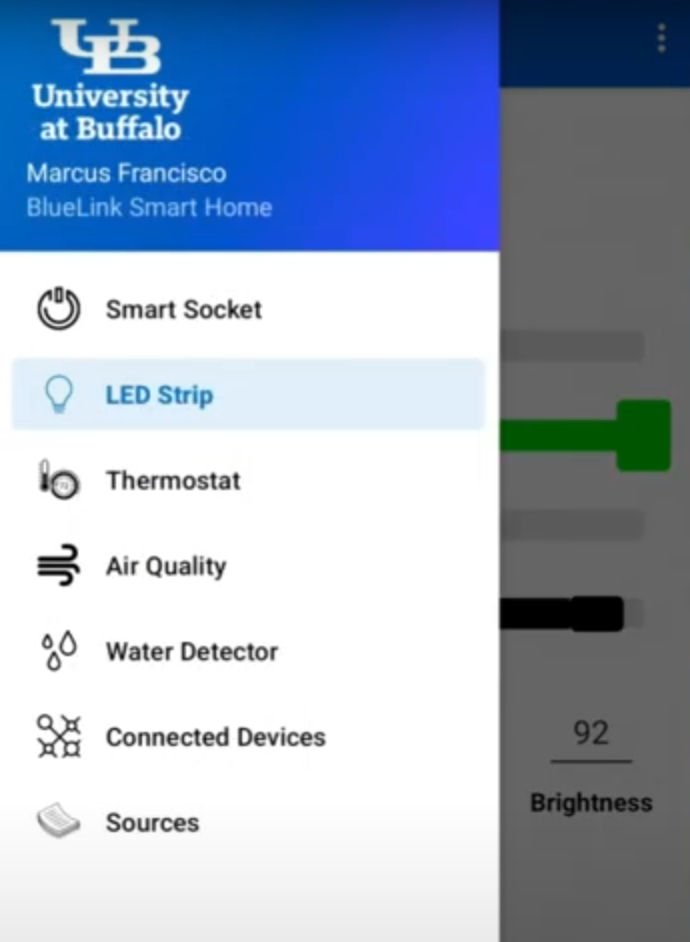 UB
University
at Buffalo
Marcus Francisco
BlueLink Smart Home
Smart Socket
LED Strip
Thermostat
Air Quality
Water Detector
Connected Devices
Sources
92
Brightness